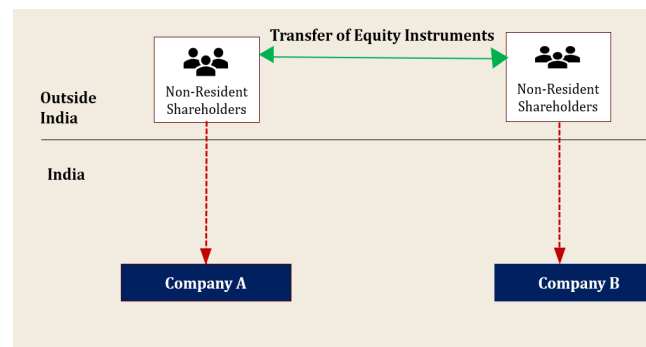 Transfer of Equity Instruments
Non-Resident
Shareholders
Non-Resident
Shareholders
Outside
India
India
Company A
Company B